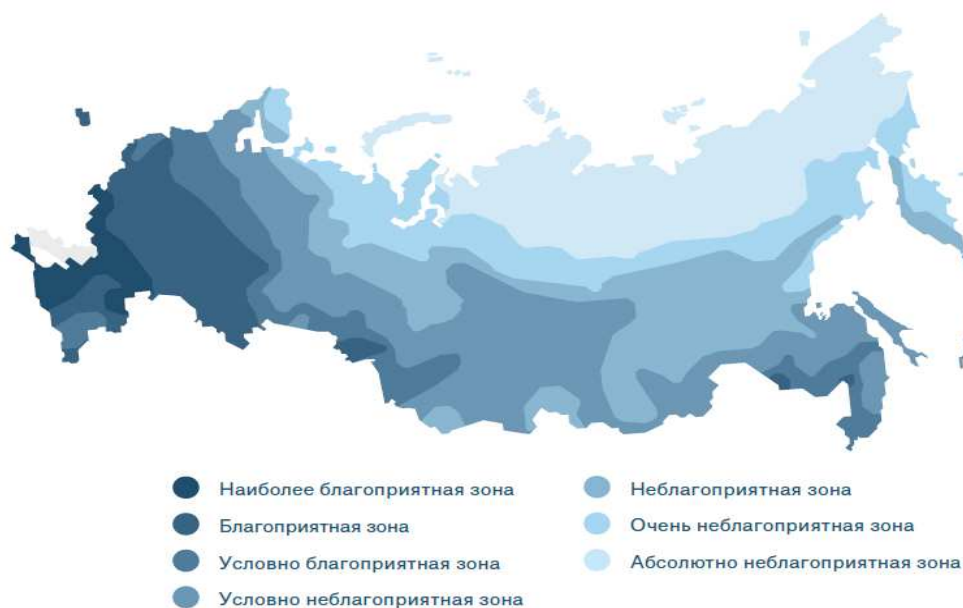 Наиболее благоприятная зона
Благоприятная зона
Условно благоприятная зона
Условно неблагоприятная зона
Неблагоприятная зона
Очень неблагоприятная зона
Абсолютно неблагоприятная зона